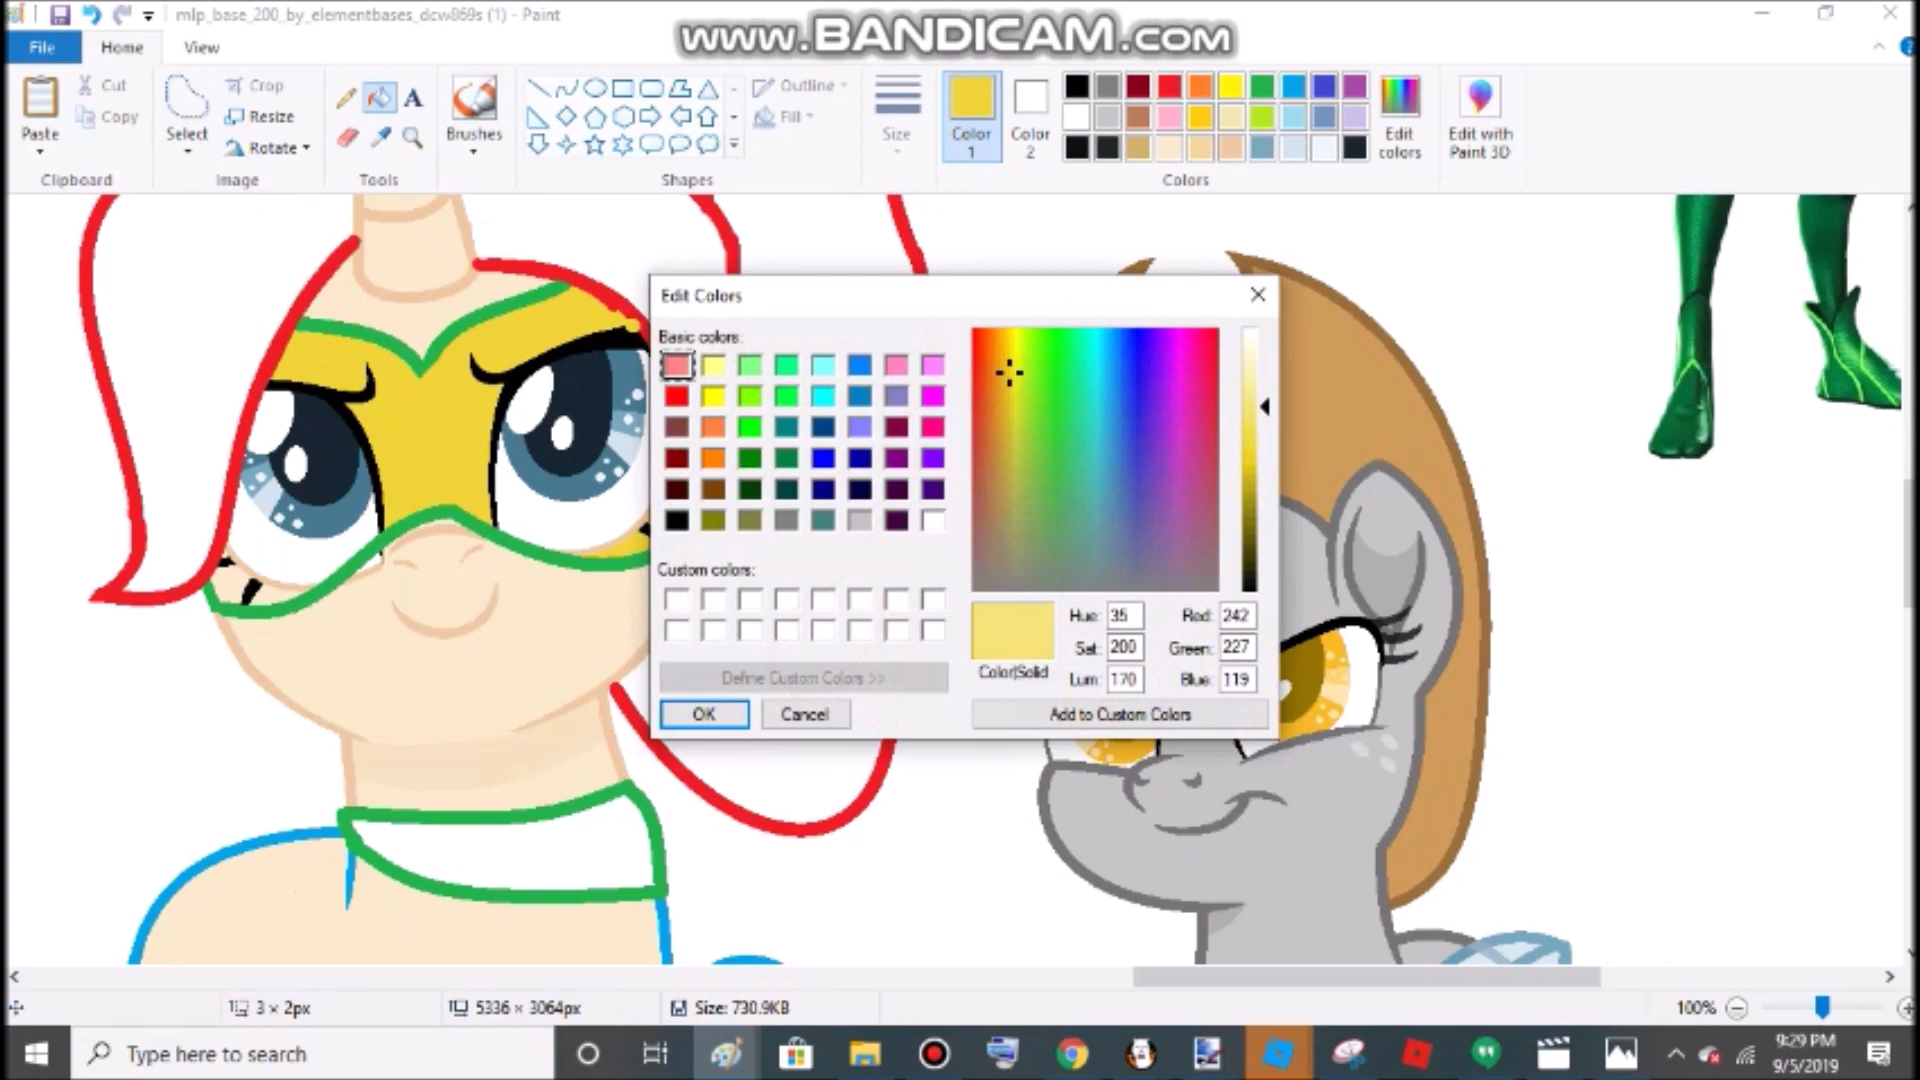 mlp_base_200_by_elementbases_dcw869s (1) - Paint
www.BANDICAM.com
File
Home
View
Paste
Cut
Copy
Clipboard
Select
Crop
Resize
Rotate
Image
A
Tools
Brushes
Shapes
Outline
Fill
Size
Color
1
Color
2
Edit
colors
Colors
Edit with
Paint 3D
Edit Colors
Basic colors:
Custom colors:
Define Custom Colors >>
OK
Cancel
Color|Solid
Hue: 35
Sat: 200
Lum: 170
Red: 242
Green: 227
Blue: 119
Add to Custom Colors
3 × 2px
5336 × 3064px
Size: 730.9KB
100%
Type here to search
9:29 PM
9/5/2019